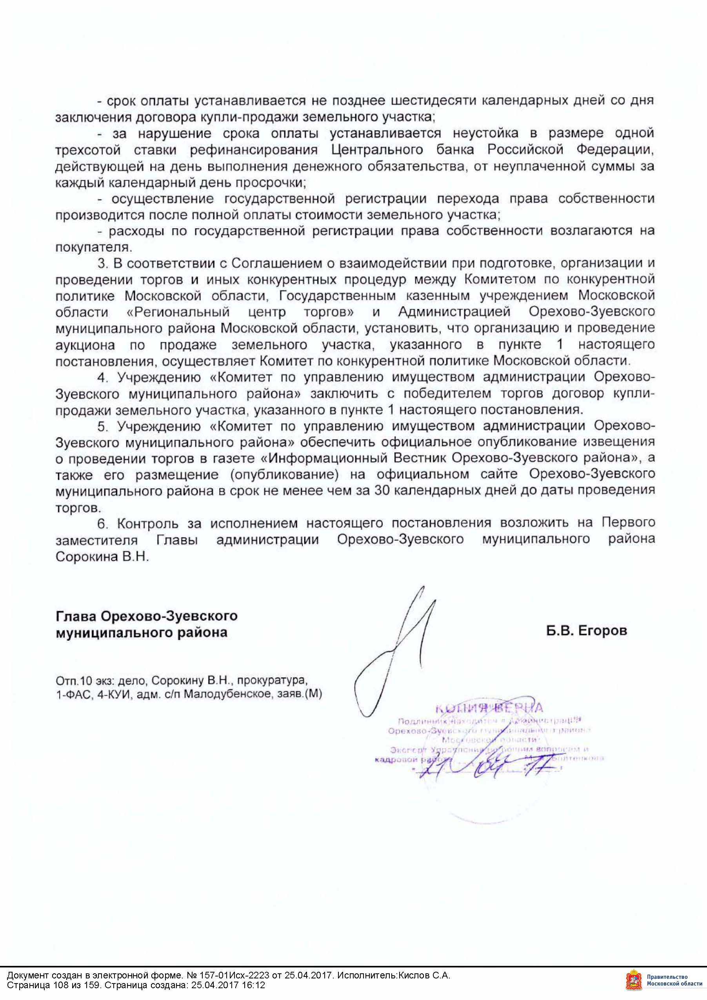 - срок оплаты устанавливается не позднее шестидесяти календарных дней со дня
заключения договора купли-продажи земельного участка;
- за нарушение срока оплаты устанавливается неустойка в размере одной
трехсотой ставки рефинансирования Центрального банка Российской Федерации,
действующей на день выполнения денежного обязательства, от неуплаченной суммы за
каждый календарный день просрочки;
- осуществление государственной регистрации перехода права собственности
производится после полной оплаты стоимости земельного участка;
- расходы по государственной регистрации права собственности возлагаются на
покупателя.
3. В соответствии с Соглашением о взаимодействии при подготовке, организации и
проведении торгов и иных конкурентных процедур между Комитетом по конкурентной
политике Московской области, Государственным казенным учреждением Московской
области «Региональный центр торгов» и Администрацией Орехово-Зуевского
муниципального района Московской области, установить, что организацию и проведение
аукциона по продаже земельного участка, указанного в пункте 1 настоящего
постановления, осуществляет Комитет по конкурентной политике Московской области.
4. Учреждению «Комитет по управлению имуществом администрации Орехово-
Зуевского муниципального района» заключить с победителем торгов договор купли-
продажи земельного участка, указанного в пункте 1 настоящего постановления.
5. Учреждению «Комитет по управлению имуществом администрации Орехово-
Зуевского муниципального района» обеспечить официальное опубликование извещения
о проведении торгов в газете «Информационный Вестник Орехово-Зуевского района», а
также его размещение (опубликование) на официальном сайте Орехово-Зуевского
муниципального района в срок не менее чем за 30 календарных дней до даты проведения
торгов.
6. Контроль за исполнением настоящего постановления возложить на Первого
заместителя Главы администрации Орехово-Зуевского муниципального района
Сорокина В.Н.
Глава Орехово-Зуевского
муниципального района
Б.В. Егоров
Отп.10 экз: дело, Сорокину В.Н., прокуратура,
1-ФАС, 4-КУИ, адм. с/п Малодубенское, заяв.(М)
КОПИЯ ВЕРНА
Подлинник находится в Администрации
Орехово-Зуевского муниципального района
Московской области
Эксперт Управления по общим вопросам и
кадровой работе
21 04 17
Документ создан в электронной форме. № 157-01Исх-2223 от 25.04.2017. Исполнитель:Кислов С.А.
Страница 108 из 159. Страница создана: 25.04.2017 16:12
Правительство
Московской области